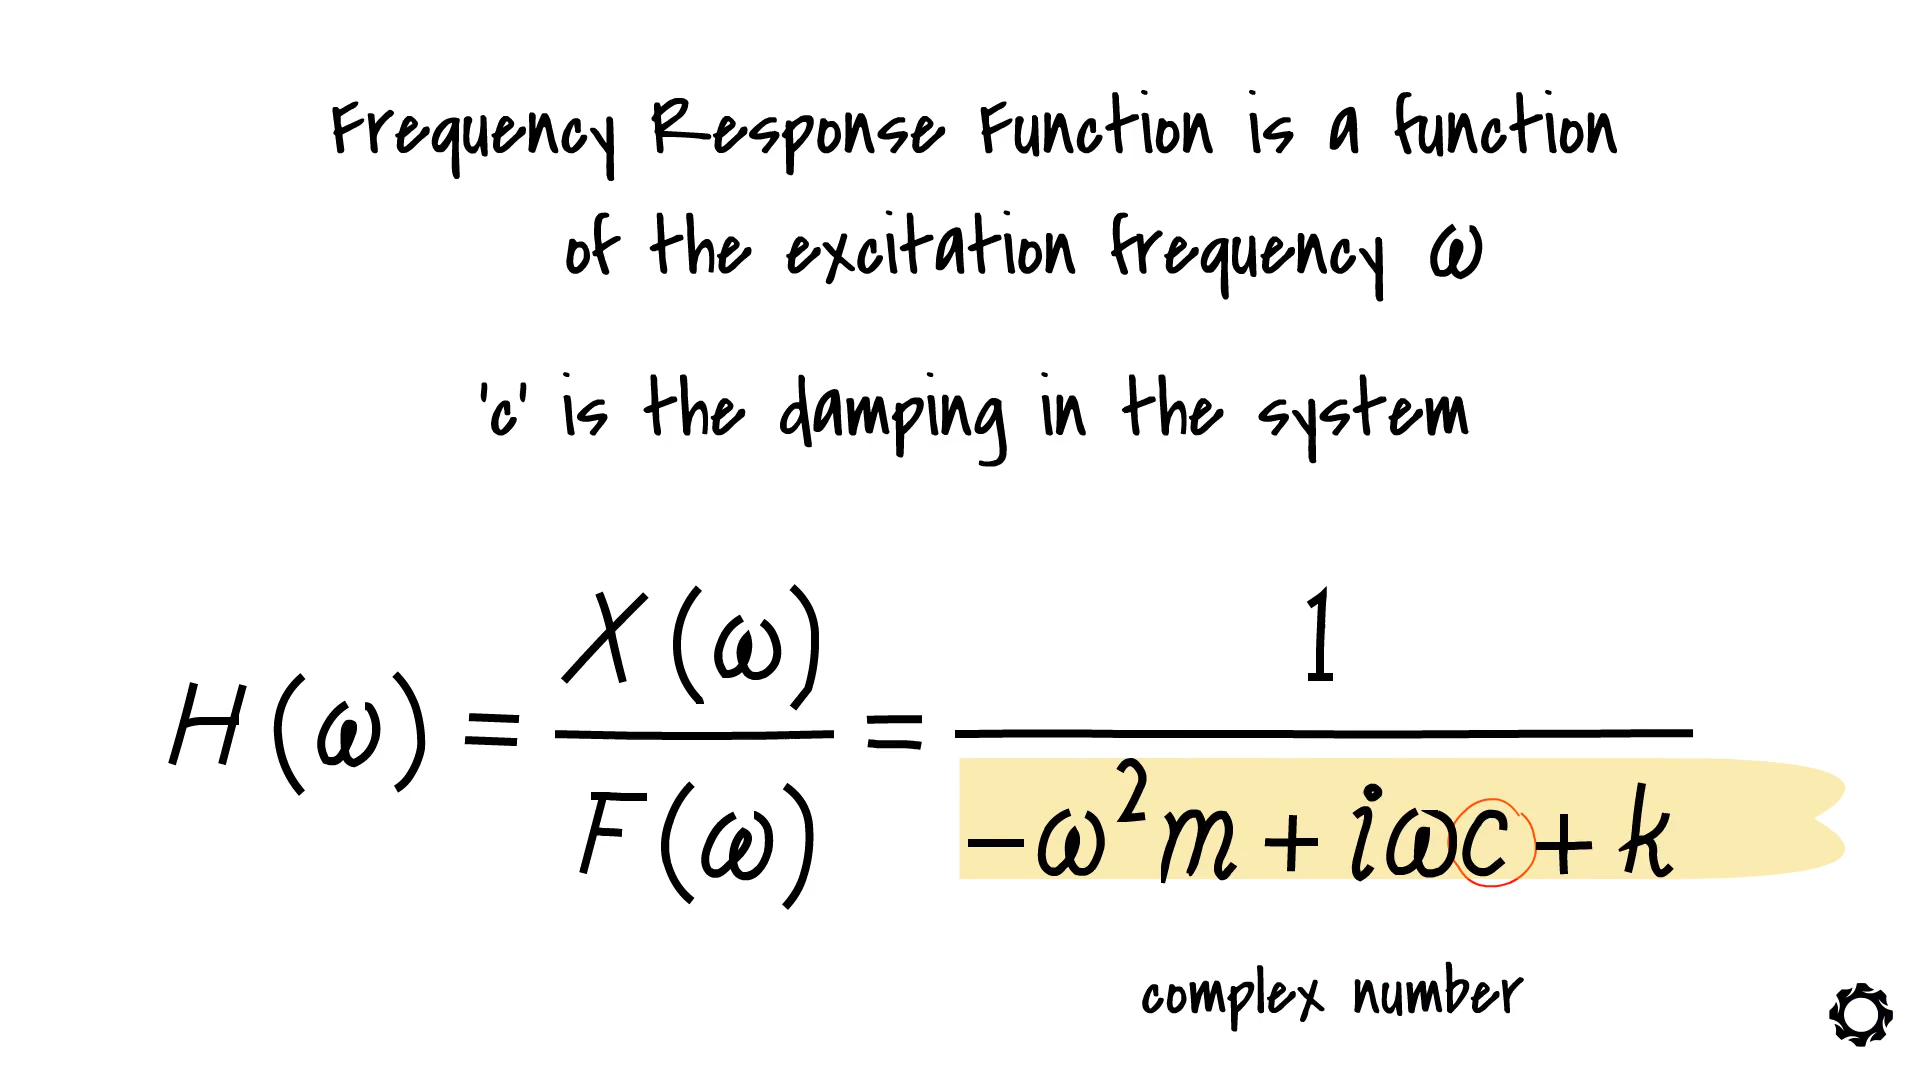 Frequency Response Function is a function
of the excitation frequency ω
'c' is the damping in the system
H(ω) = X(ω) / F(ω) = 1 / (-ω²m + iωc + k)
complex number